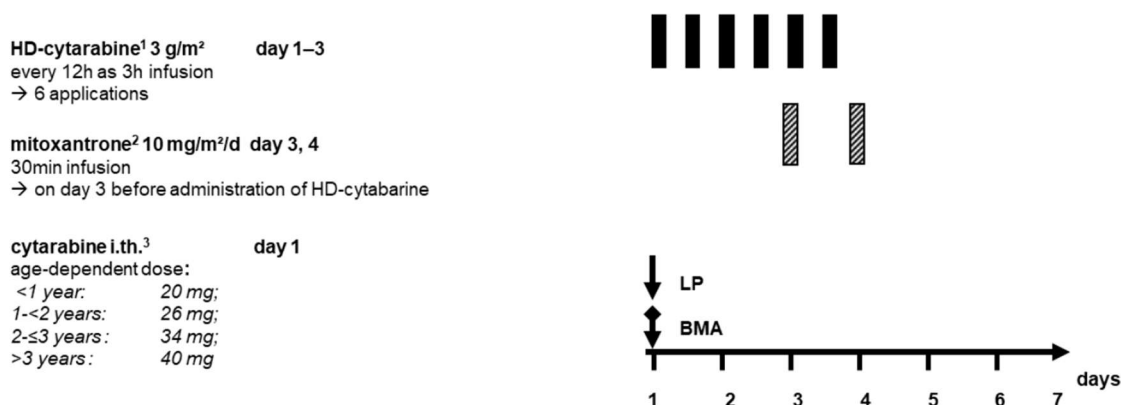 HD-cytarabine¹ 3 g/m² day 1–3
every 12h as 3h infusion
→ 6 applications
mitoxantrone² 10 mg/m²/d day 3, 4
30min infusion
→ on day 3 before administration of HD-cytabarine
cytarabine i.th.³ day 1
age-dependent dose:
<1 year: 20 mg;
1-<2 years: 26 mg;
2-≤3 years: 34 mg;
>3 years: 40 mg
LP
BMA
days
1 2 3 4 5 6 7